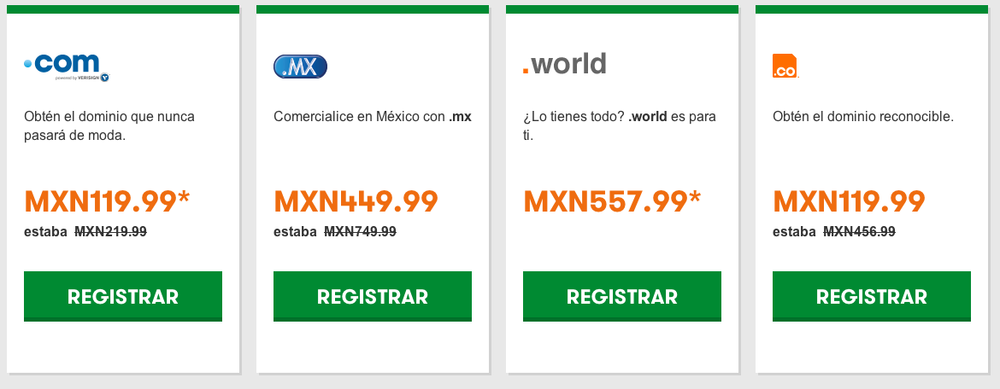 .com
powered by VERISIGN
Obtén el dominio que nunca
pasará de moda.
MXN119.99*
estaba MXN219.99
REGISTRAR
.MX
Comercialice en México con .mx
MXN449.99
estaba MXN749.99
REGISTRAR
.world
¿Lo tienes todo? .world es para
ti.
MXN557.99*
REGISTRAR
.co
Obtén el dominio reconocible.
MXN119.99
estaba MXN456.99
REGISTRAR